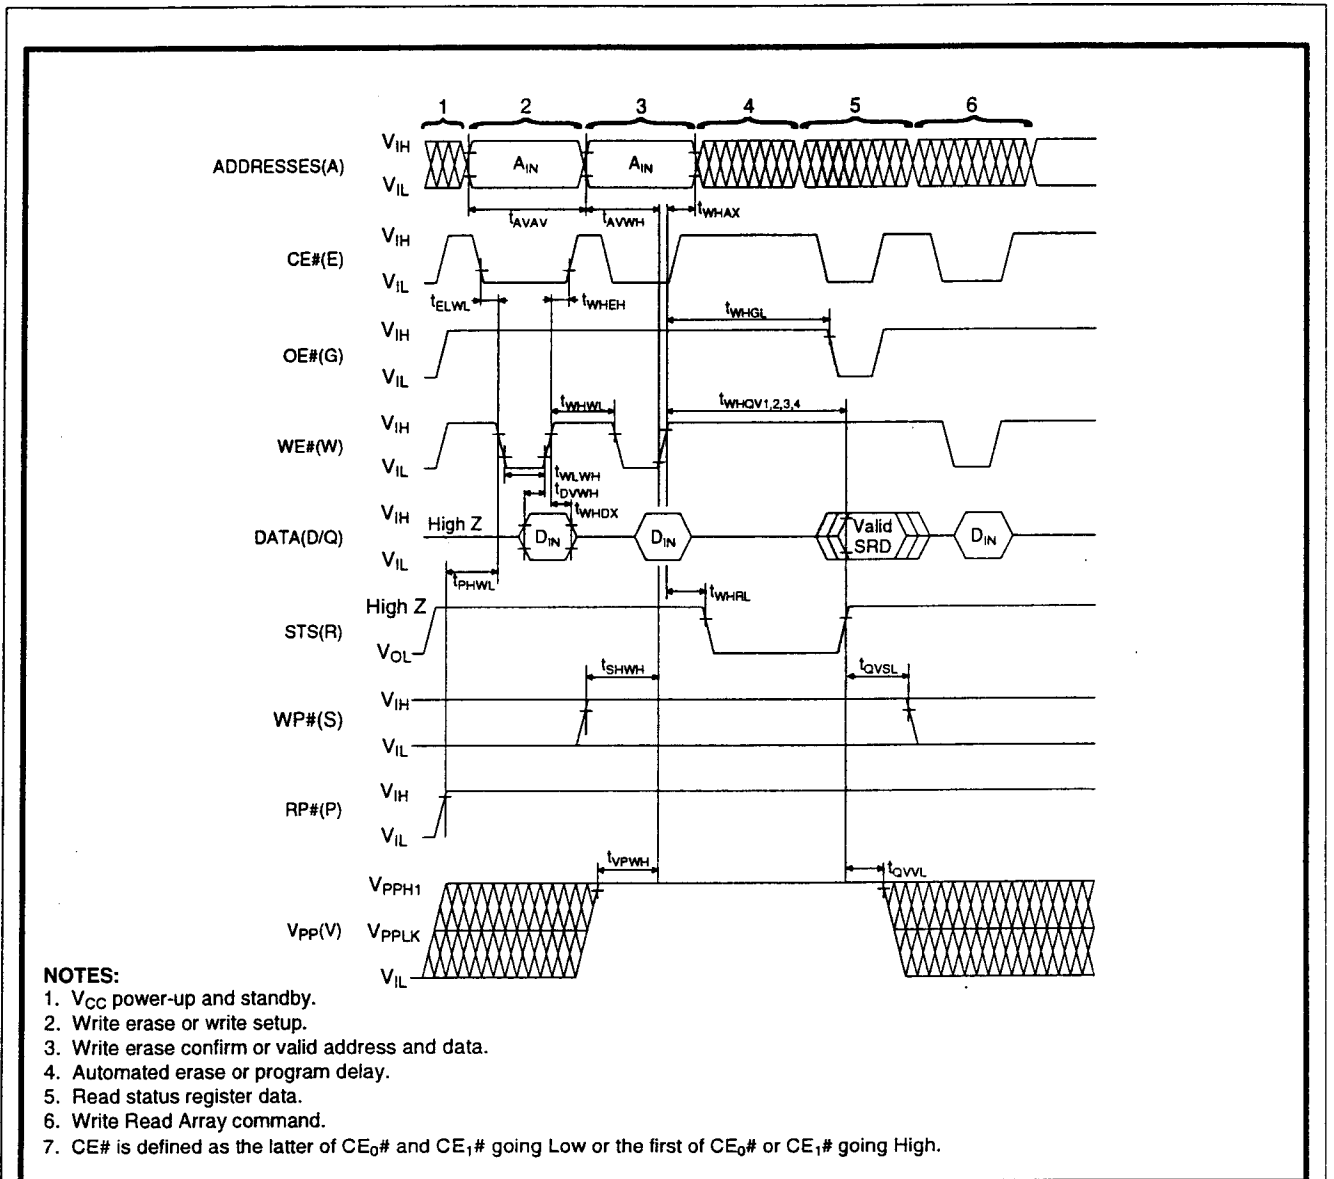 1 2 3 4 5 6
ADDRESSES(A) VIH VIL AIN AIN
tAVAV tAVWH tWHAX
CE#(E) VIH VIL
tELWL tWHEH tWHGL
OE#(G) VIH VIL
tWHWL tWHQV1,2,3,4
WE#(W) VIH VIL
tWLWH
tDVWH
tWHDX
DATA(D/Q) VIH VIL High Z DIN DIN Valid SRD DIN
tPHWL
tWHRL
STS(R) High Z VOL
tSHWH tQVSL
WP#(S) VIH VIL
RP#(P) VIH VIL
tVPWH tQVVL
VPP(V) VPPH1 VPPLK VIL
NOTES:
1. VCC power-up and standby.
2. Write erase or write setup.
3. Write erase confirm or valid address and data.
4. Automated erase or program delay.
5. Read status register data.
6. Write Read Array command.
7. CE# is defined as the latter of CE0# and CE1# going Low or the first of CE0# or CE1# going High.